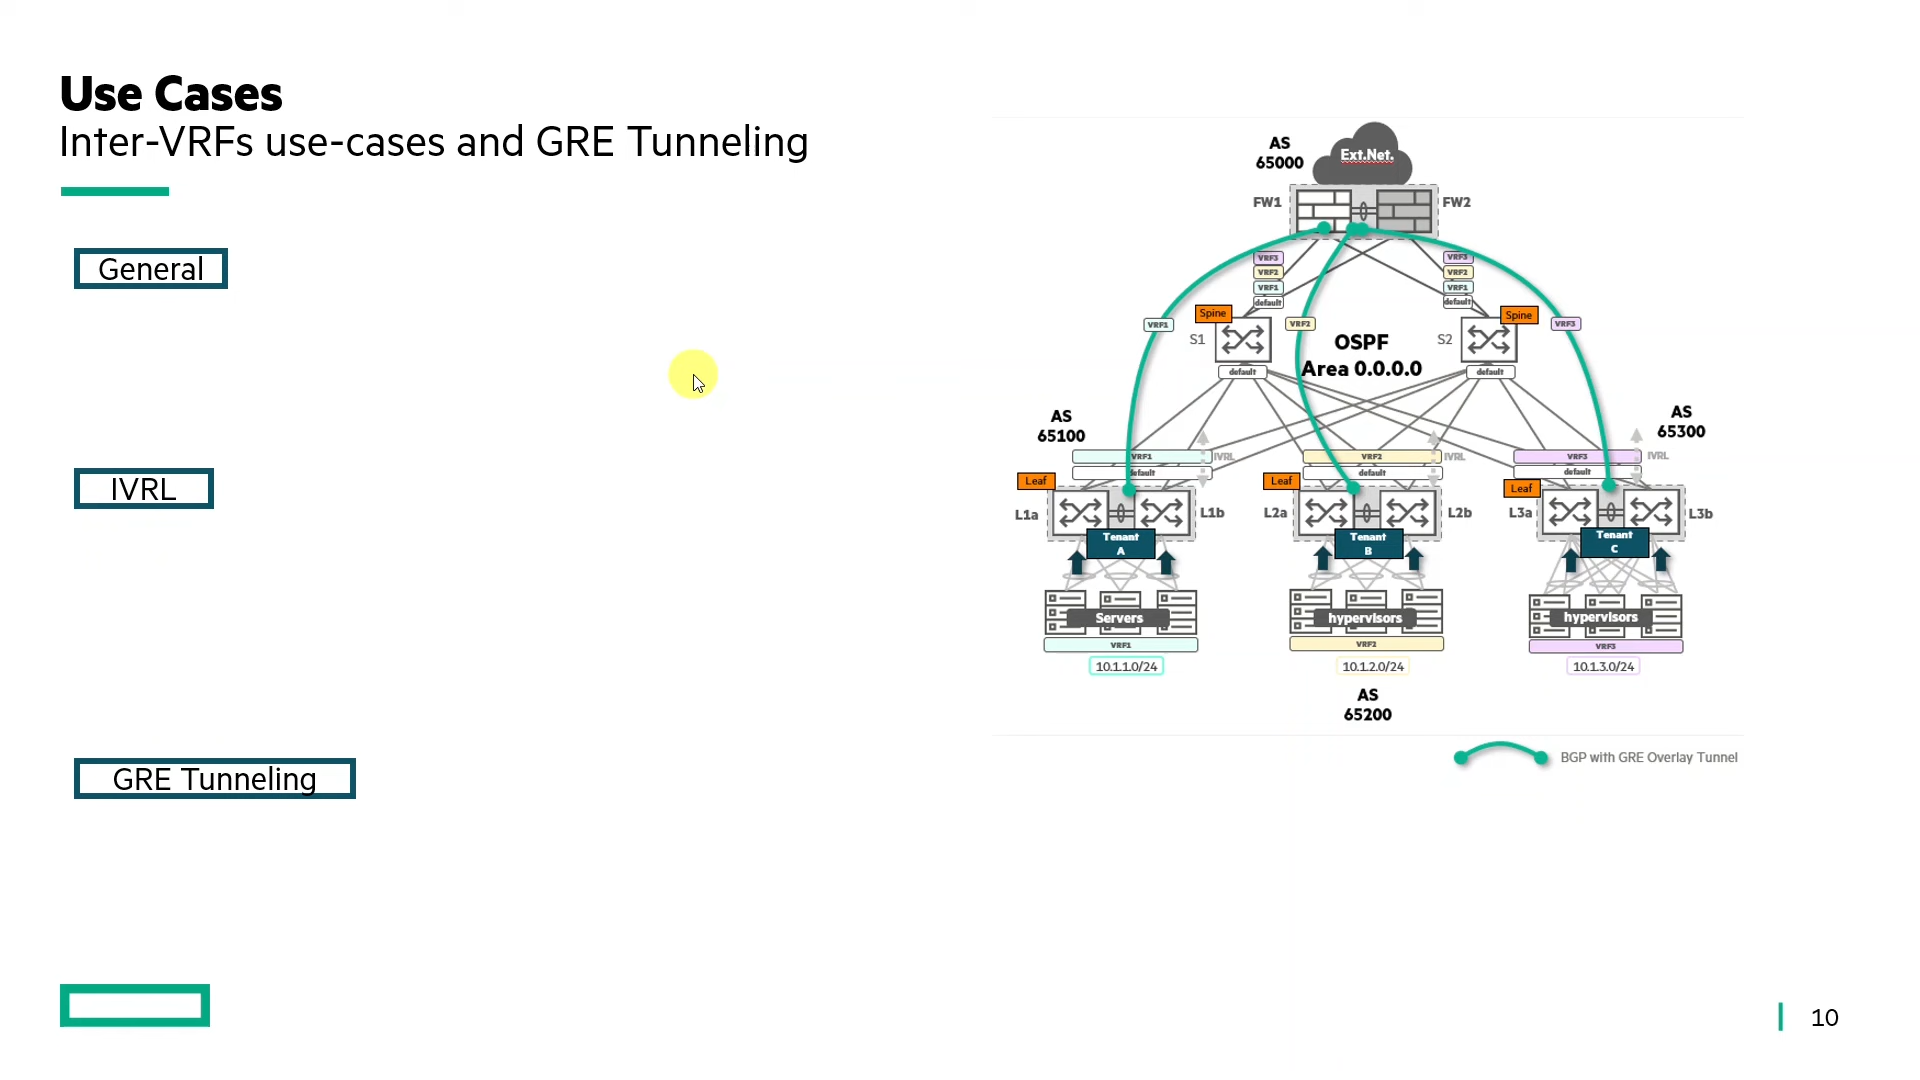 Use Cases
Inter-VRFs use-cases and GRE Tunneling
General
IVRL
GRE Tunneling
AS
65000
Ext.Net.
FW1
FW2
VRF3
VRF2
VRF1
default
VRF3
VRF2
VRF1
default
Spine
Spine
VRF1
VRF2
VRF3
S1
S2
OSPF
Area 0.0.0.0
default
default
AS
65100
AS
65300
VRF1
IVRL
default
VRF2
IVRL
default
VRF3
IVRL
default
Leaf
Leaf
Leaf
L1a
L1b
L2a
L2b
L3a
L3b
Tenant
A
Tenant
B
Tenant
C
Servers
hypervisors
hypervisors
VRF1
VRF2
VRF3
10.1.1.0/24
10.1.2.0/24
10.1.3.0/24
AS
65200
BGP with GRE Overlay Tunnel
10